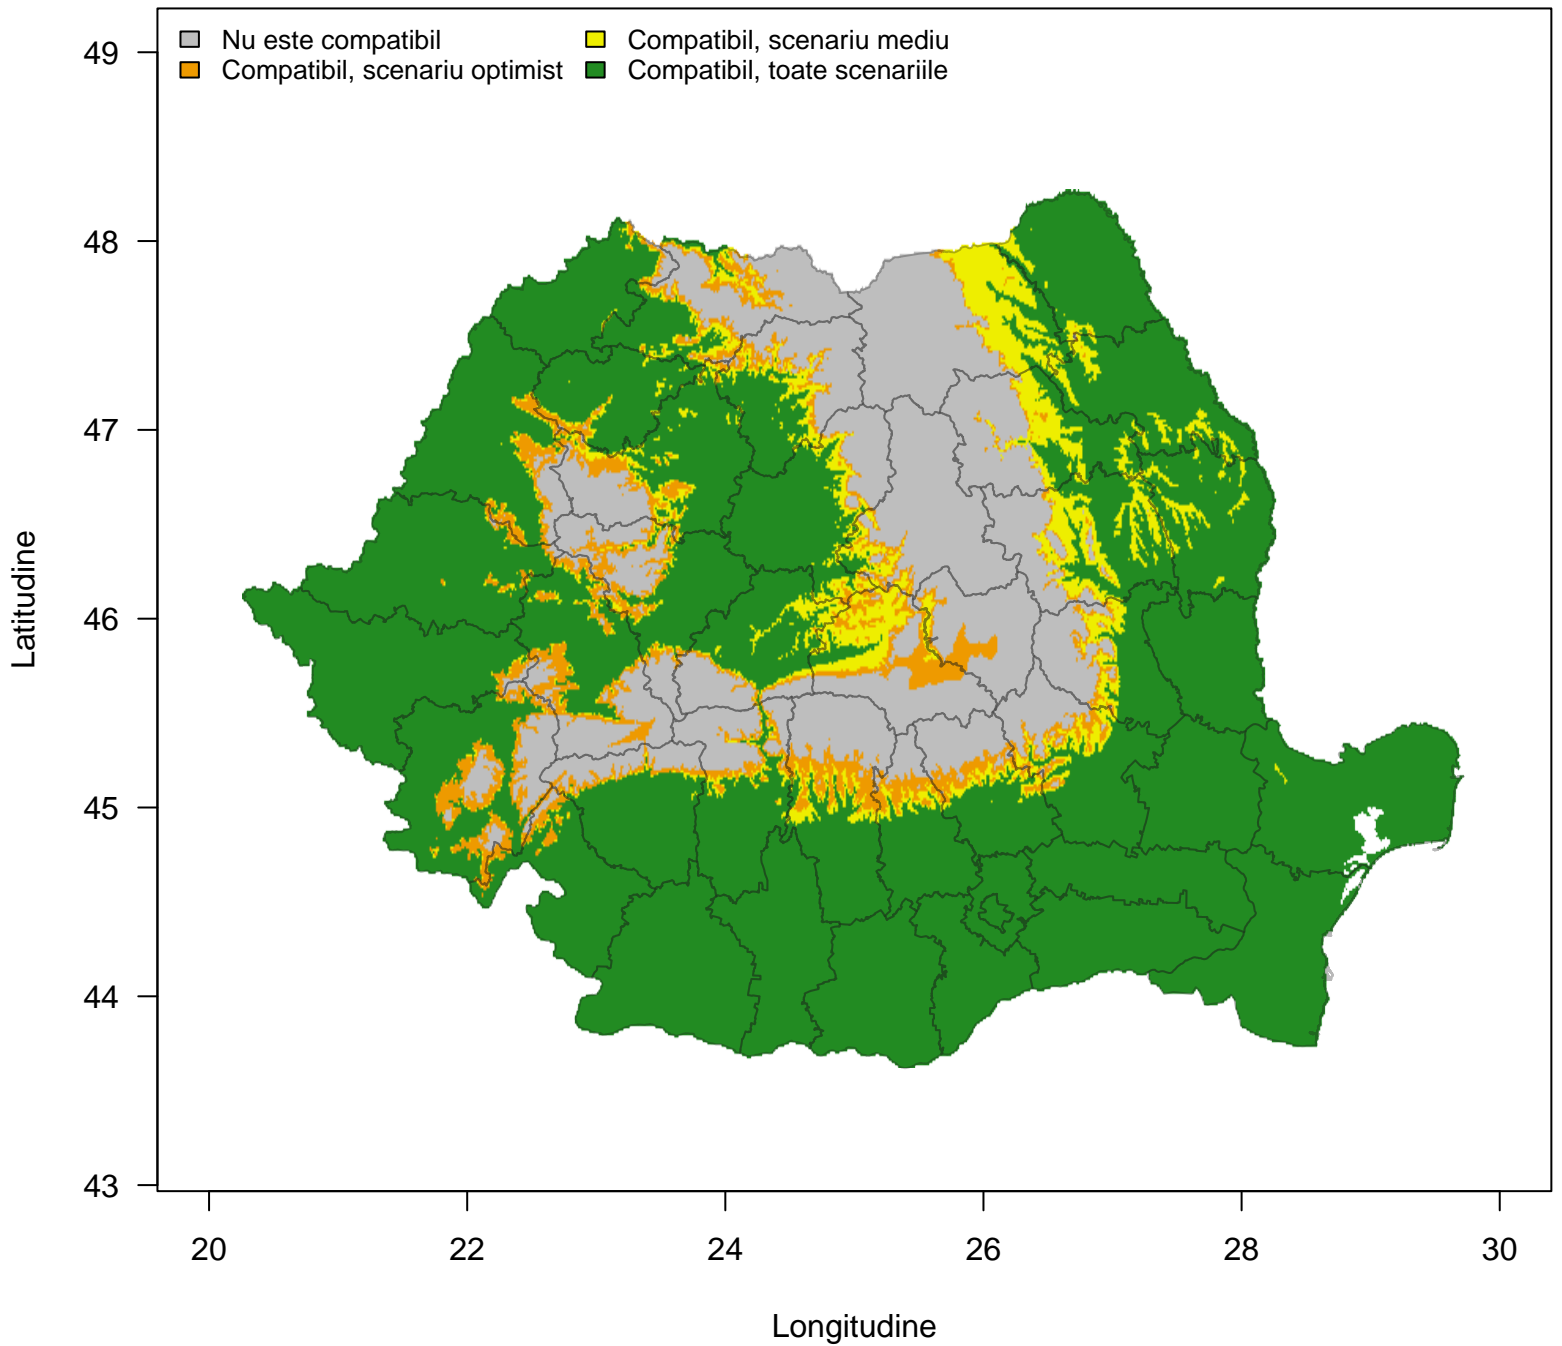 Nu este compatibil
Compatibil, scenariu optimist
Compatibil, scenariu mediu
Compatibil, toate scenariile
49
48
47
46
45
44
43
Latitudine
20 22 24 26 28 30
Longitudine